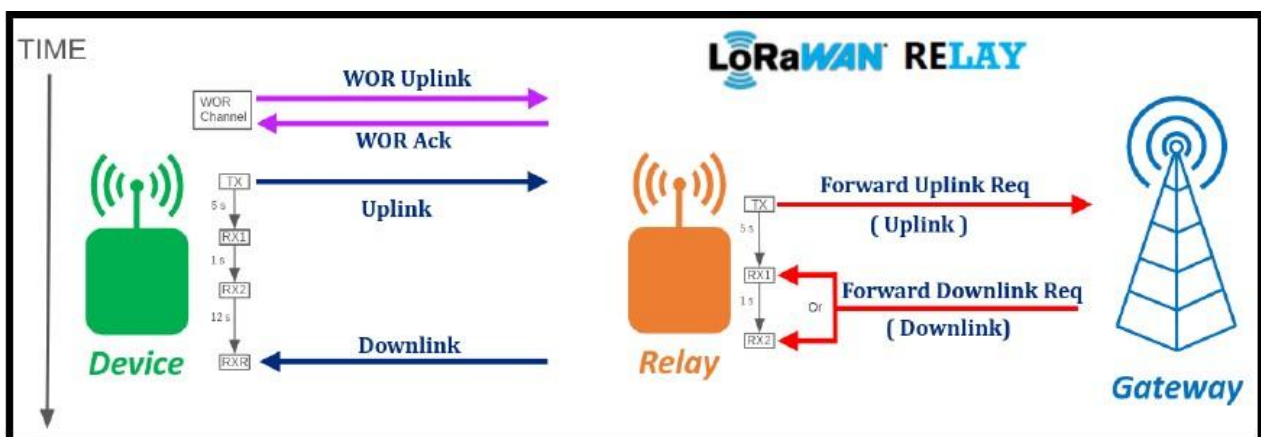 TIME
LoRaWAN RELAY
WOR Channel
WOR Uplink
WOR Ack
TX
5 s
RX1
1 s
RX2
12 s
RXR
Uplink
Downlink
Device
TX
5 s
RX1
1 s
RX2
Or
Relay
Forward Uplink Req
( Uplink )
Forward Downlink Req
( Downlink)
Gateway